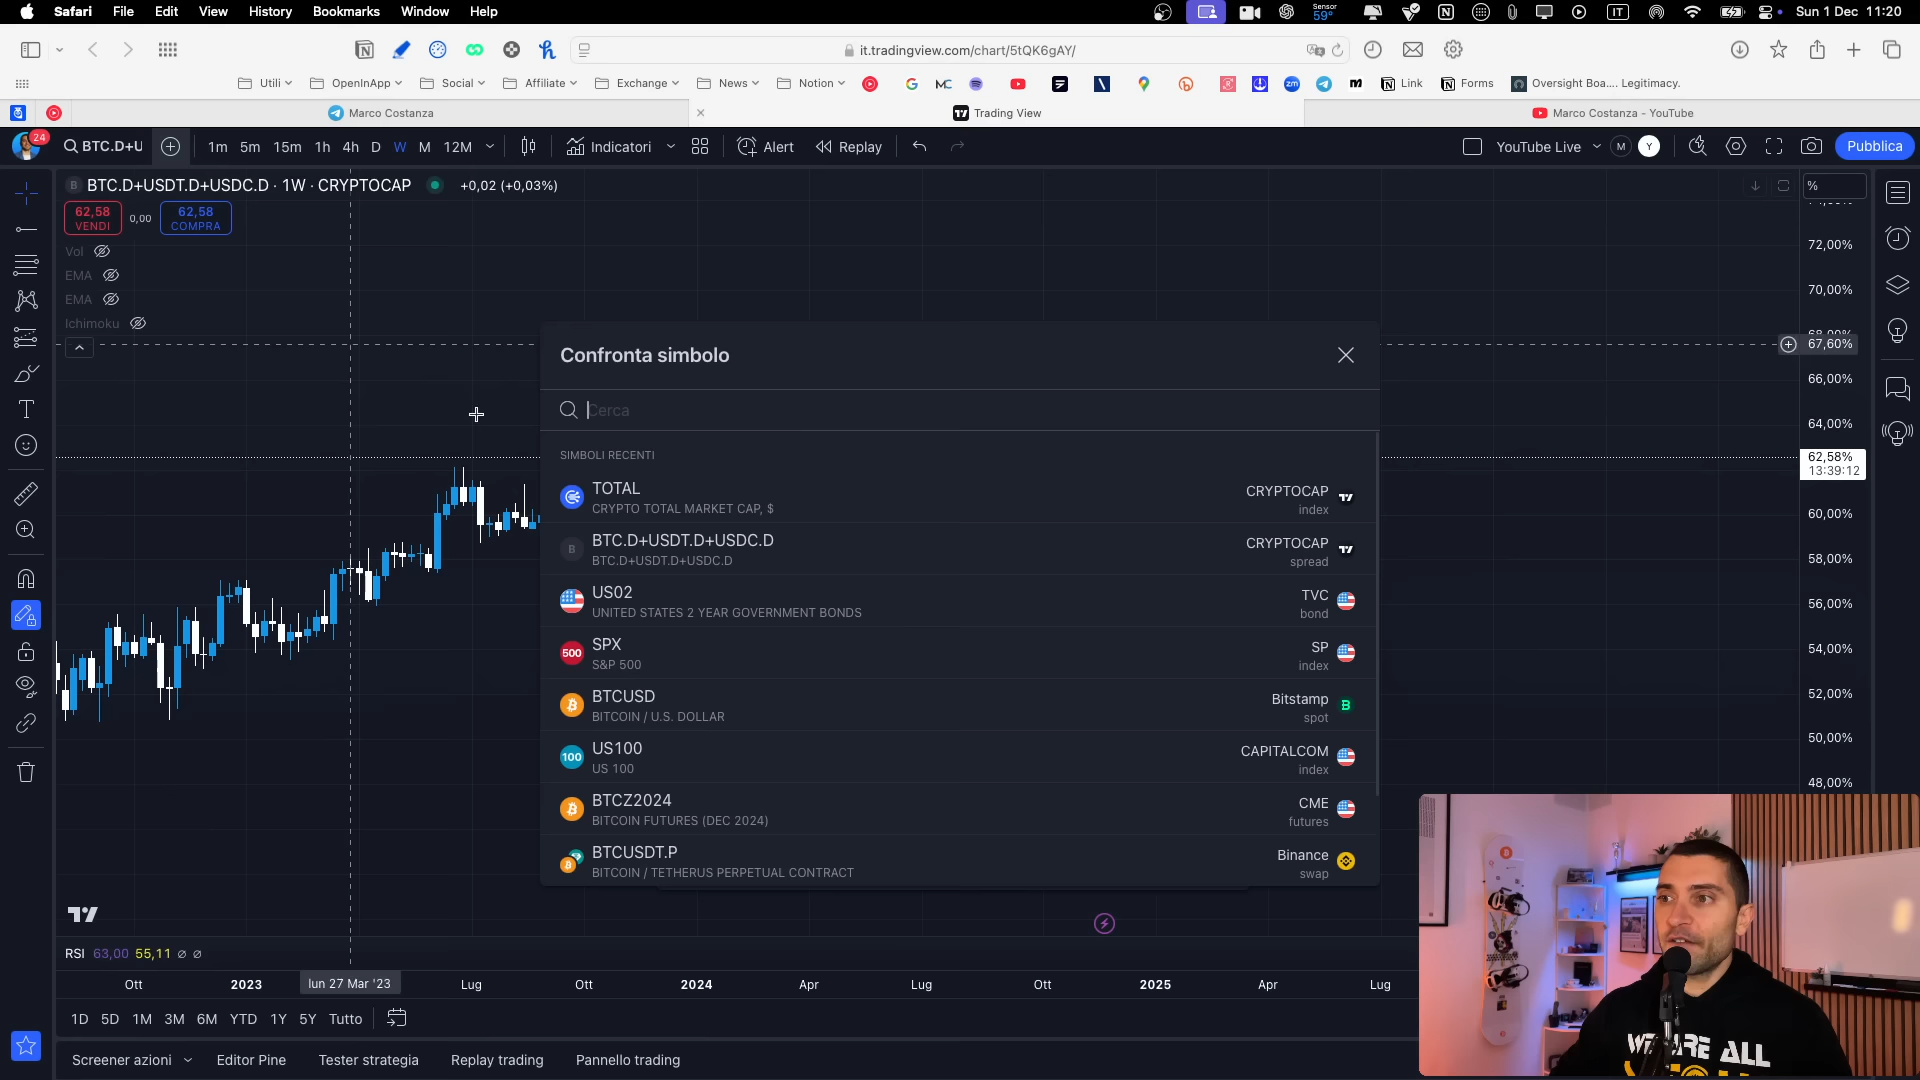 Safari File Edit View History Bookmarks Window Help Sensor 59° IT Sun 1 Dec 11:20
it.tradingview.com/chart/5tQK6gAY/
Utili OpenInApp Social Affiliate Exchange News Notion Link Forms Oversight Boa.... Legitimacy.
Marco Costanza Trading View Marco Costanza - YouTube
24 BTC.D+U 1m 5m 15m 1h 4h D W M 12M Indicatori Alert Replay YouTube Live M Y Pubblica
BTC.D+USDT.D+USDC.D · 1W · CRYPTOCAP +0,02 (+0,03%) %
62,58 VENDI 0,00 62,58 COMPRA
Vol
EMA
EMA
Ichimoku
72,00%
70,00%
67,60%
66,00%
64,00%
62,58%
13:39:12
60,00%
58,00%
56,00%
54,00%
52,00%
50,00%
48,00%
Confronta simbolo
Cerca
SIMBOLI RECENTI
TOTAL CRYPTOCAP
CRYPTO TOTAL MARKET CAP, $ index
BTC.D+USDT.D+USDC.D CRYPTOCAP
BTC.D+USDT.D+USDC.D spread
US02 TVC
UNITED STATES 2 YEAR GOVERNMENT BONDS bond
500 SPX SP
S&P 500 index
BTCUSD Bitstamp
BITCOIN / U.S. DOLLAR spot
100 US100 CAPITALCOM
US 100 index
BTCZ2024 CME
BITCOIN FUTURES (DEC 2024) futures
BTCUSDT.P Binance
BITCOIN / TETHERUS PERPETUAL CONTRACT swap
RSI 63,00 55,11 ∅ ∅
Ott 2023 lun 27 Mar '23 Lug Ott 2024 Apr Lug Ott 2025 Apr Lug
1D 5D 1M 3M 6M YTD 1Y 5Y Tutto
Screener azioni Editor Pine Tester strategia Replay trading Pannello trading
WE ARE ALL